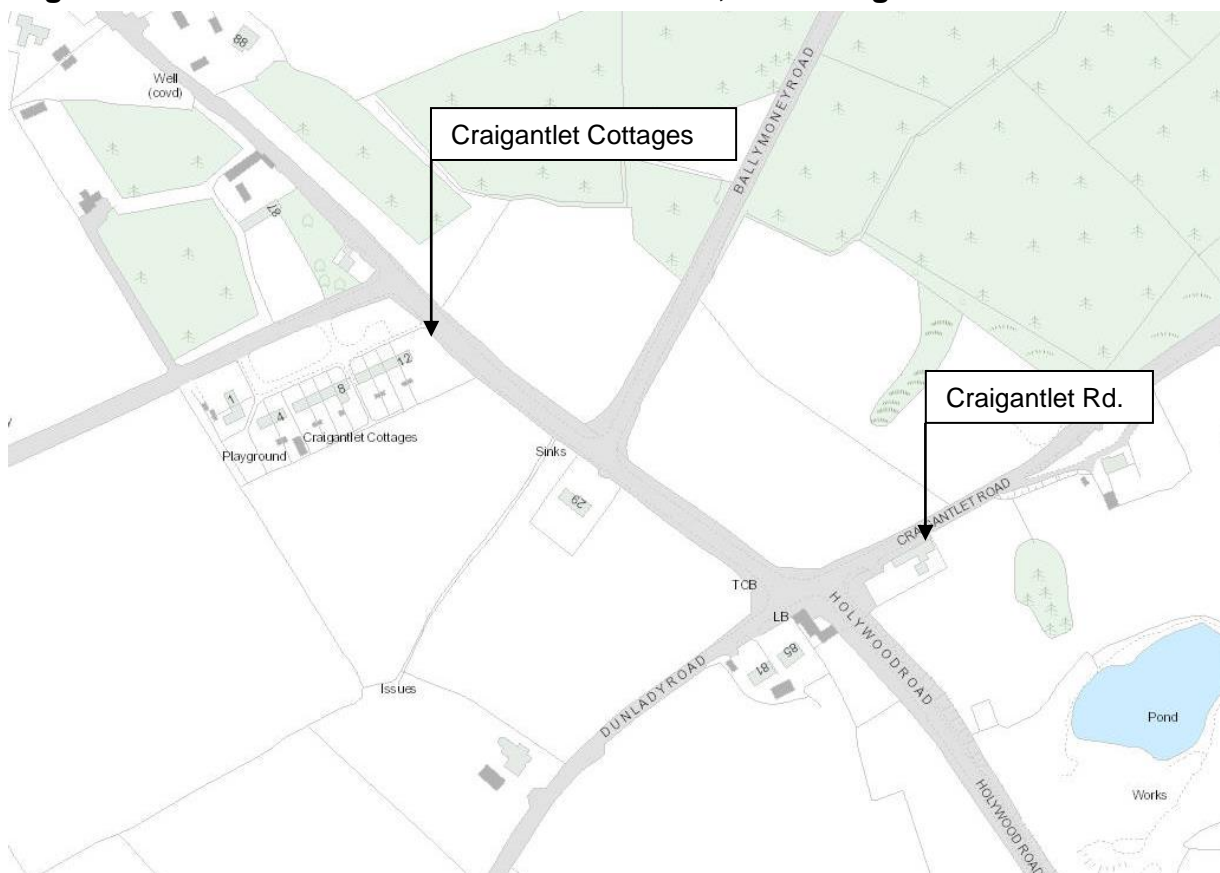 88
Well
(covd)
Craigantlet Cottages
BALLYMONEY ROAD
87
12
8
4
1
Craigantlet Cottages
Playground
Sinks
29
Craigantlet Rd.
CRAIGANTLET ROAD
TCB
LB
HOLYWOOD ROAD
85
81
DUNLADY ROAD
Issues
Pond
Works
HOLYWOOD ROAD